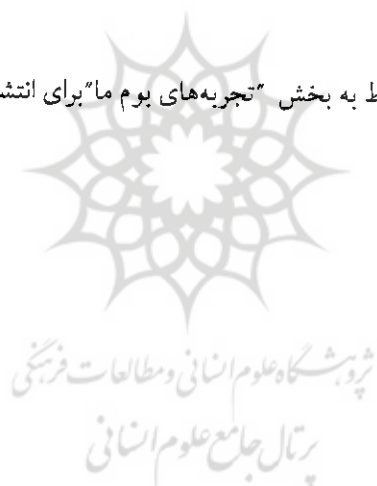 ط به بخش "تجربه‌های بوم ما"برای انتش
پژوهشگاه علوم انسانی و مطالعات فرهنگی
پرتال جامع علوم انسانی